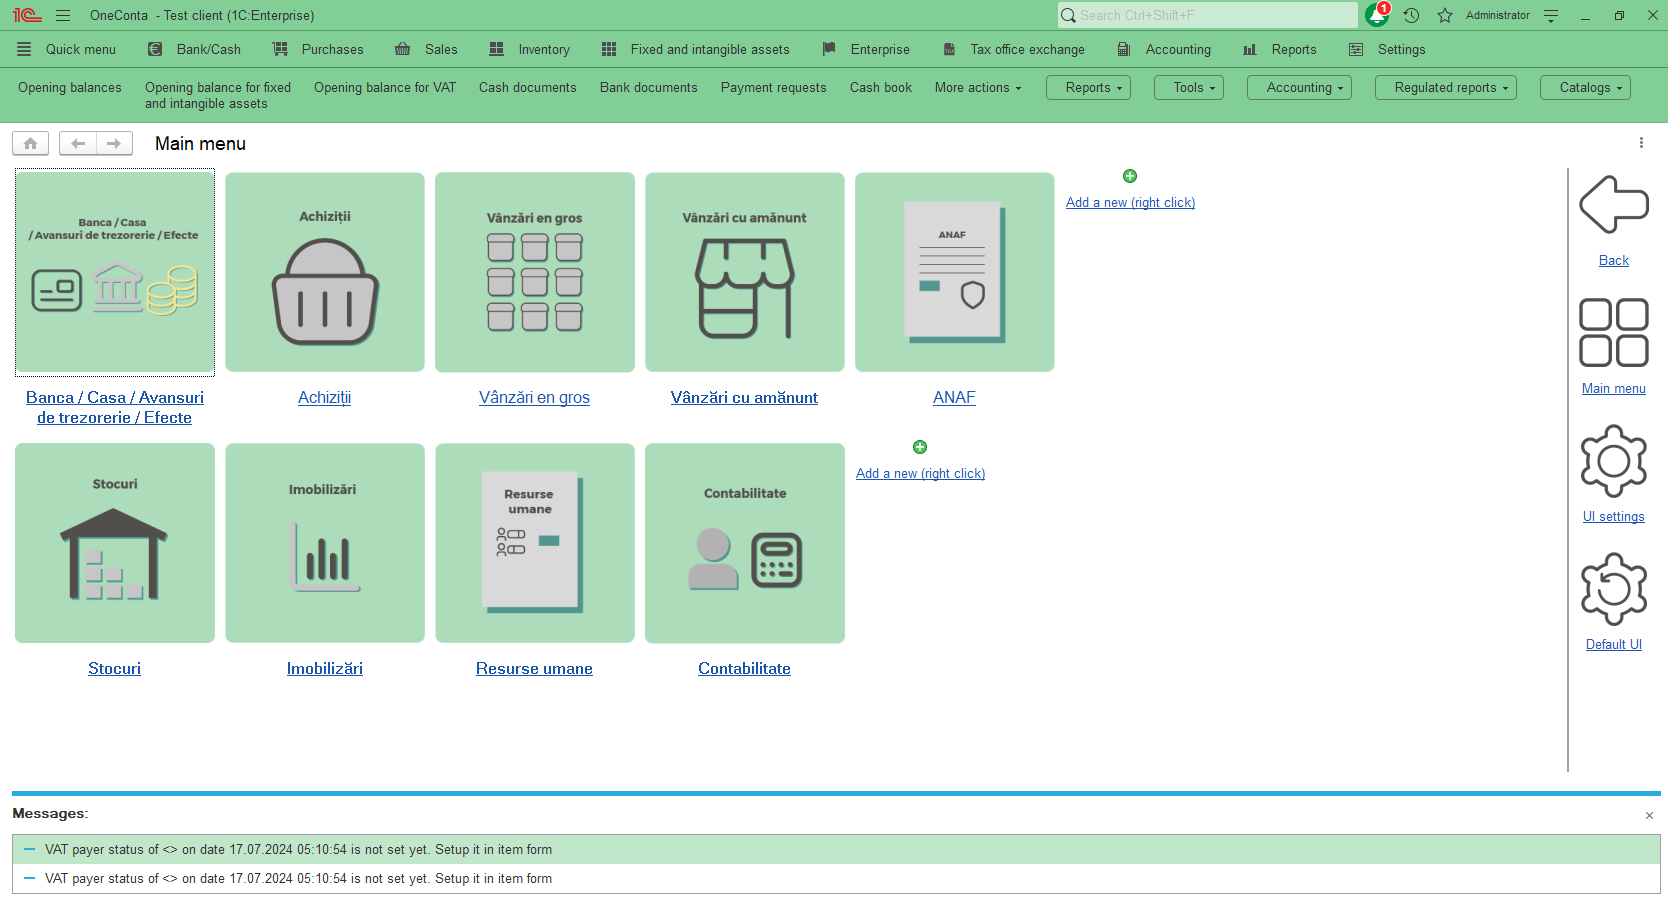 OneConta - Test client (1C:Enterprise)
Search Ctrl+Shift+F
1
Administrator
Quick menu
Bank/Cash
Purchases
Sales
Inventory
Fixed and intangible assets
Enterprise
Tax office exchange
Accounting
Reports
Settings
Opening balances
Opening balance for fixed
and intangible assets
Opening balance for VAT
Cash documents
Bank documents
Payment requests
Cash book
More actions
Reports
Tools
Accounting
Regulated reports
Catalogs
Main menu
Banca / Casa
/ Avansuri de trezorerie / Efecte
Achiziții
Vânzări en gros
Vânzări cu amănunt
ANAF
Add a new (right click)
Banca / Casa / Avansuri
de trezorerie / Efecte
Achiziții
Vânzări en gros
Vânzări cu amănunt
ANAF
Stocuri
Imobilizări
Resurse
umane
Contabilitate
Add a new (right click)
Stocuri
Imobilizări
Resurse umane
Contabilitate
Back
Main menu
UI settings
Default UI
Messages:
VAT payer status of <> on date 17.07.2024 05:10:54 is not set yet. Setup it in item form
VAT payer status of <> on date 17.07.2024 05:10:54 is not set yet. Setup it in item form